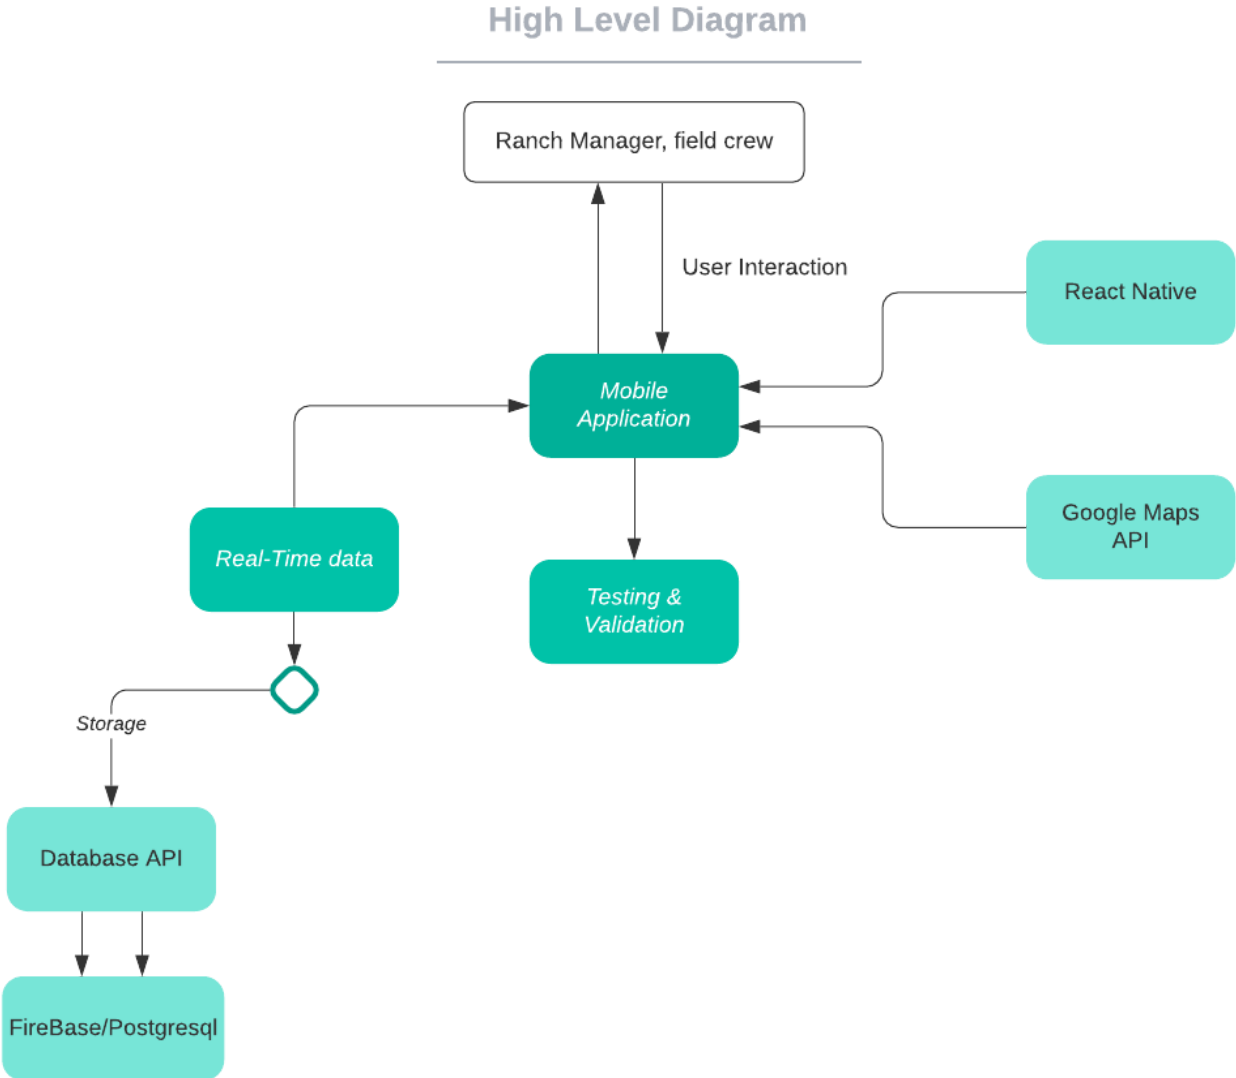 High Level Diagram
Ranch Manager, field crew
User Interaction
React Native
Mobile
Application
Google Maps
API
Real-Time data
Testing &
Validation
Storage
Database API
FireBase/Postgresql